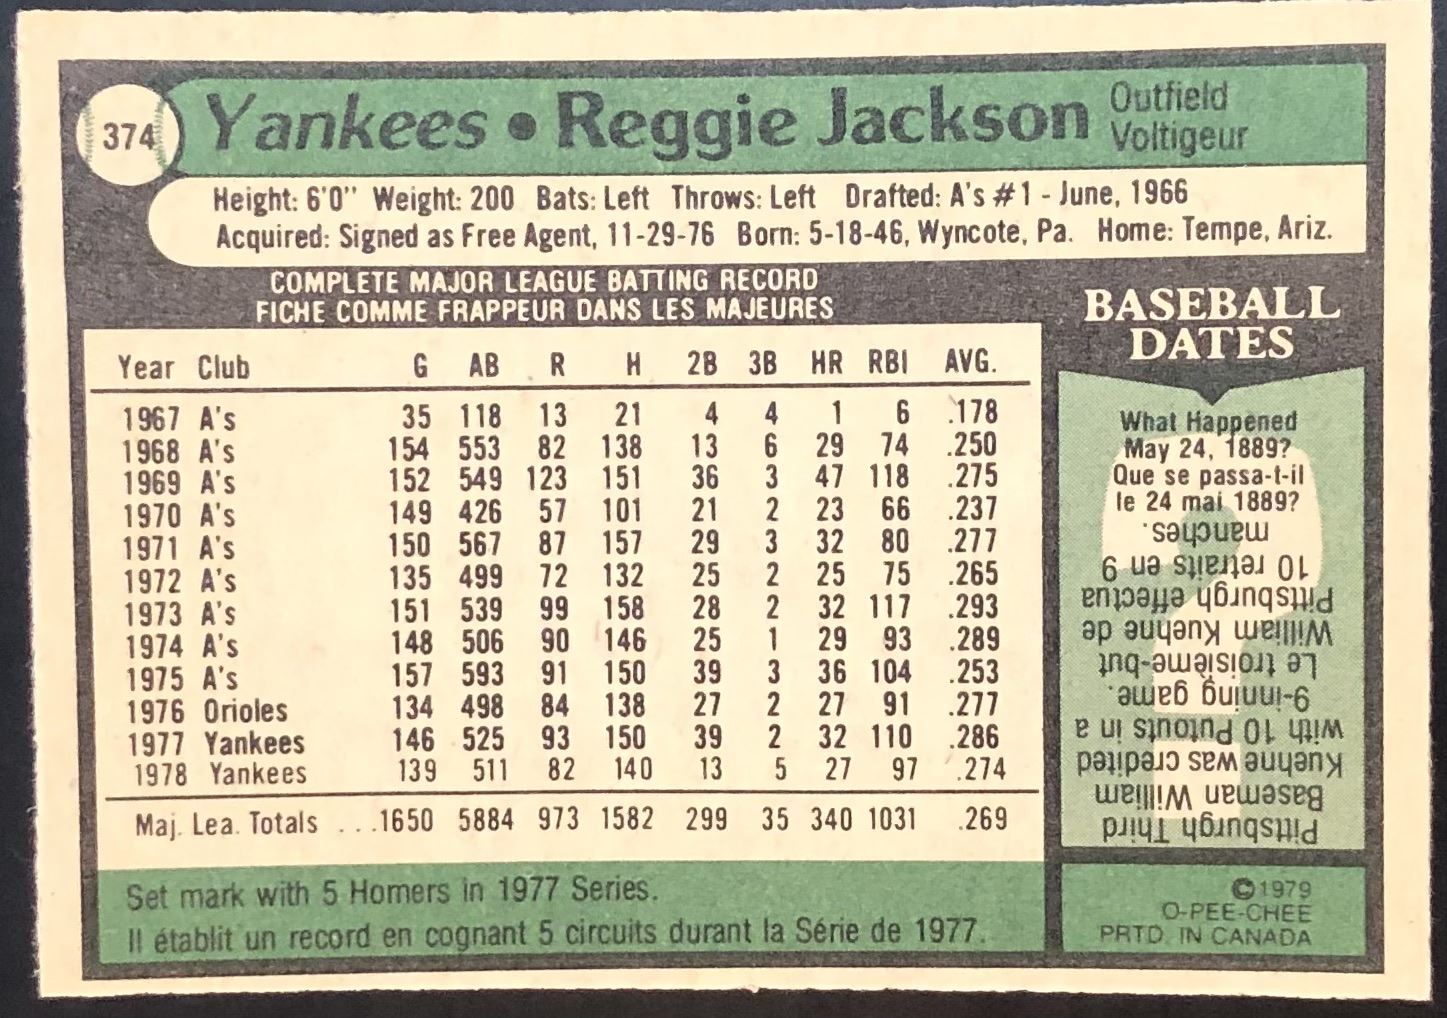 374
Yankees • Reggie Jackson
Outfield
Voltigeur
Height: 6'0" Weight: 200 Bats: Left Throws: Left Drafted: A's #1 - June, 1966
Acquired: Signed as Free Agent, 11-29-76 Born: 5-18-46, Wyncote, Pa. Home: Tempe, Ariz.
COMPLETE MAJOR LEAGUE BATTING RECORD
FICHE COMME FRAPPEUR DANS LES MAJEURES
Year Club G AB R H 2B 3B HR RBI AVG.
1967 A's 35 118 13 21 4 4 1 6 .178
1968 A's 154 553 82 138 13 6 29 74 .250
1969 A's 152 549 123 151 36 3 47 118 .275
1970 A's 149 426 57 101 21 2 23 66 .237
1971 A's 150 567 87 157 29 3 32 80 .277
1972 A's 135 499 72 132 25 2 25 75 .265
1973 A's 151 539 99 158 28 2 32 117 .293
1974 A's 148 506 90 146 25 1 29 93 .289
1975 A's 157 593 91 150 39 3 36 104 .253
1976 Orioles 134 498 84 138 27 2 27 91 .277
1977 Yankees 146 525 93 150 39 2 32 110 .286
1978 Yankees 139 511 82 140 13 5 27 97 .274
Maj. Lea. Totals ...1650 5884 973 1582 299 35 340 1031 .269
Set mark with 5 Homers in 1977 Series.
Il établit un record en cognant 5 circuits durant la Série de 1977.
BASEBALL
DATES
What Happened
May 24, 1889?
Que se passa-t-il
le 24 mai 1889?
Pittsburgh Third
Baseman William
Kuehne was credited
with 10 Putouts in a
9-inning game.
Le troisième-but
William Kuehne de
Pittsburgh effectua
10 retraits en 9
manches.
©1979
O-PEE-CHEE
PRTD. IN CANADA